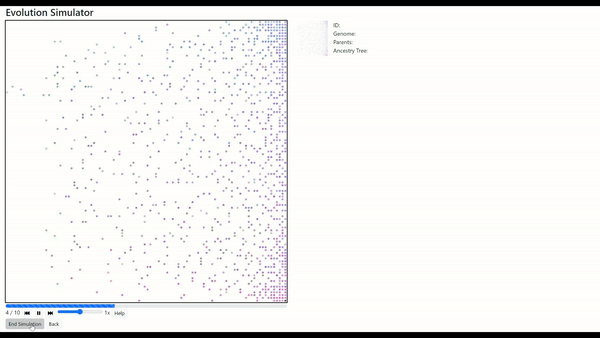 Evolution Simulator
ID:
Genome:
Parents:
Ancestry Tree:
4 / 10
1x
Help
End Simulation
Back